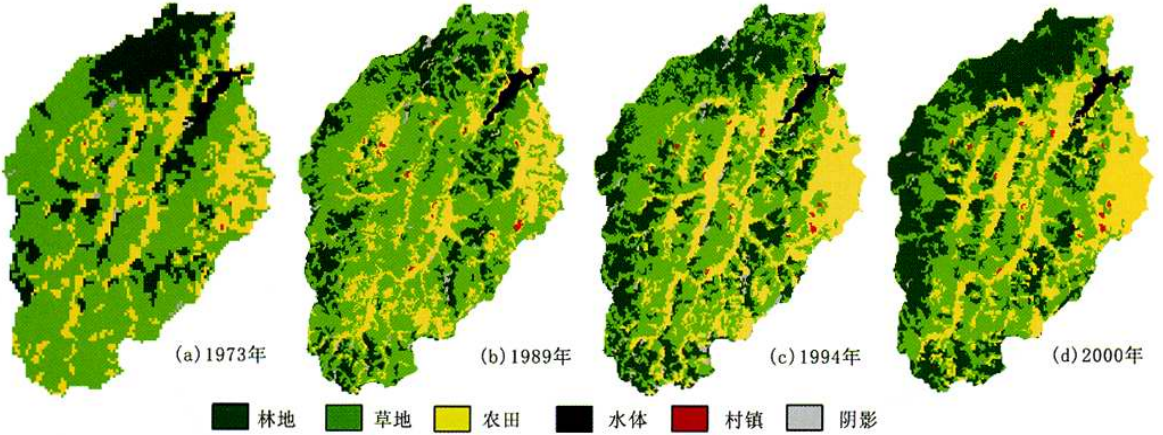 (a)1973年
(b)1989年
(c)1994年
(d)2000年
林地 草地 农田 水体 村镇 阴影